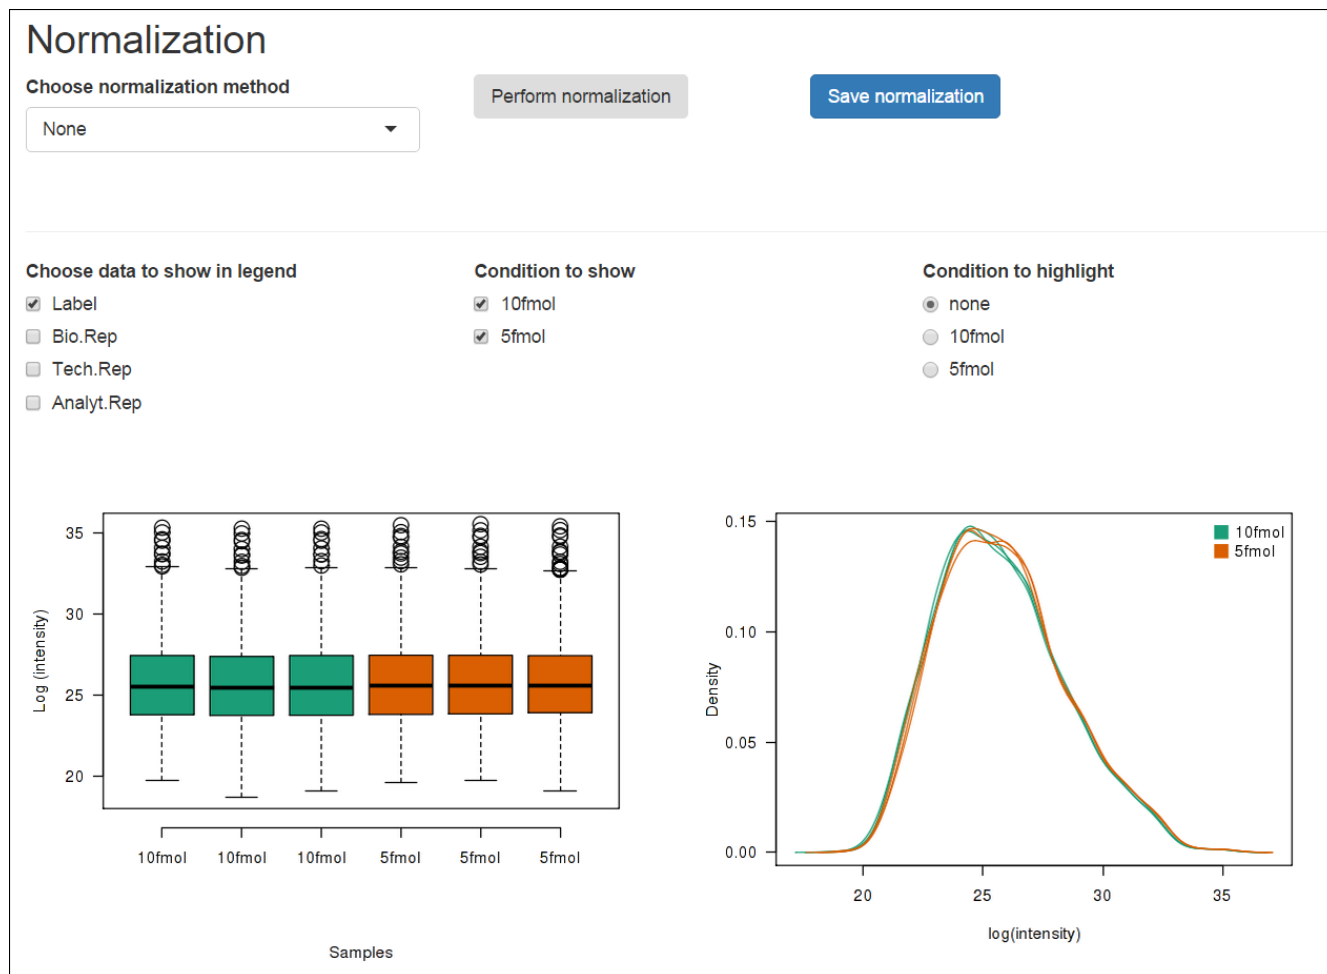 Normalization
Choose normalization method
None
Perform normalization
Save normalization
Choose data to show in legend
Label
Bio.Rep
Tech.Rep
Analyt.Rep
Condition to show
10fmol
5fmol
Condition to highlight
none
10fmol
5fmol
Log (intensity)
35
30
25
20
10fmol 10fmol 10fmol 5fmol 5fmol 5fmol
Samples
Density
0.15
0.10
0.05
0.00
10fmol
5fmol
20 25 30 35
log(intensity)